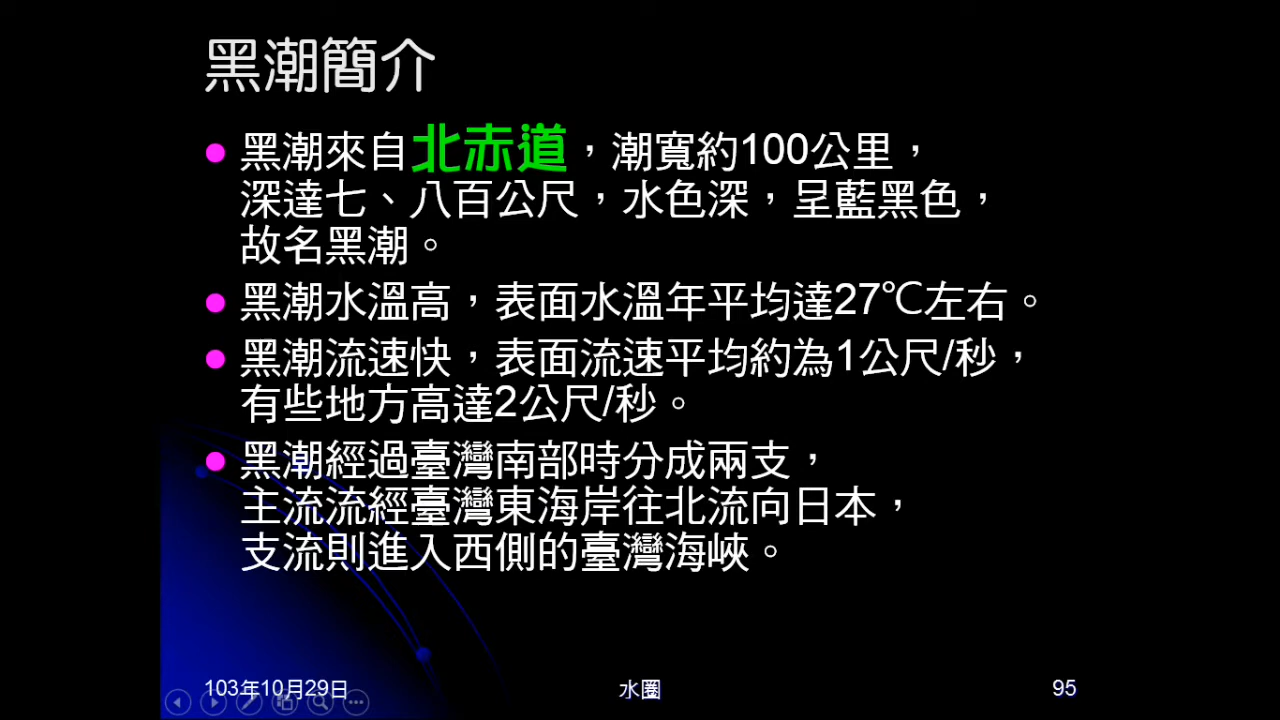 黑潮簡介
黑潮來自北赤道，潮寬約100公里，
深達七、八百公尺，水色深，呈藍黑色，
故名黑潮。
黑潮水溫高，表面水溫年平均達27℃左右。
黑潮流速快，表面流速平均約為1公尺/秒，
有些地方高達2公尺/秒。
黑潮經過臺灣南部時分成兩支，
主流流經臺灣東海岸往北流向日本，
支流則進入西側的臺灣海峽。
103年10月29日
水圈
95